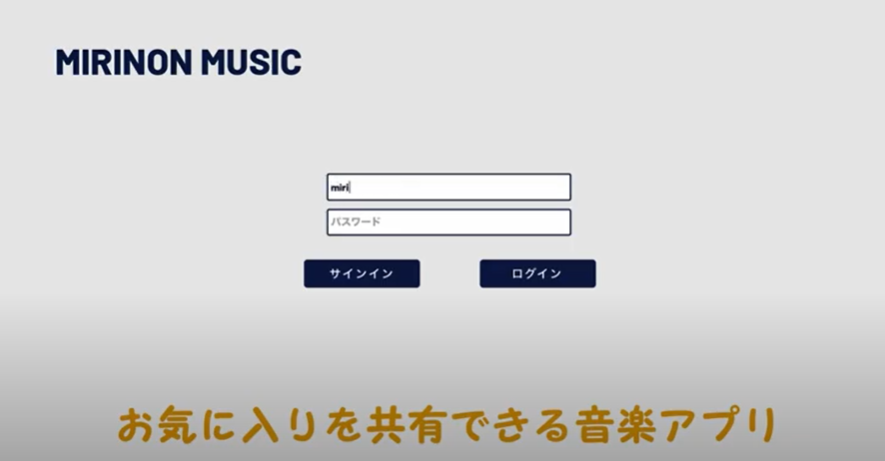 MIRINON MUSIC
miri
パスワード
サインイン
ログイン
お気に入りを共有できる音楽アプリ